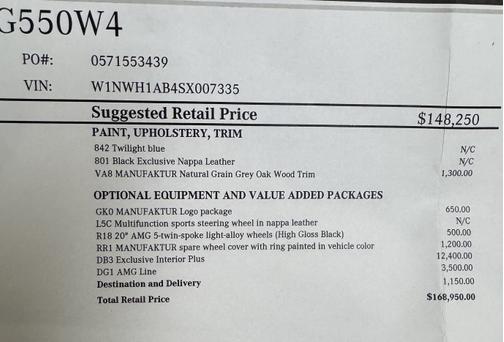 G550W4
PO#: 0571553439
VIN: W1NWH1AB4SX007335
Suggested Retail Price $148,250
PAINT, UPHOLSTERY, TRIM
842 Twilight blue N/C
801 Black Exclusive Nappa Leather N/C
VA8 MANUFAKTUR Natural Grain Grey Oak Wood Trim 1,300.00
OPTIONAL EQUIPMENT AND VALUE ADDED PACKAGES
GK0 MANUFAKTUR Logo package 650.00
L5C Multifunction sports steering wheel in nappa leather N/C
R18 20" AMG 5-twin-spoke light-alloy wheels (High Gloss Black) 500.00
RR1 MANUFAKTUR spare wheel cover with ring painted in vehicle color 1,200.00
DB3 Exclusive Interior Plus 12,400.00
DG1 AMG Line 3,500.00
Destination and Delivery 1,150.00
Total Retail Price $168,950.00